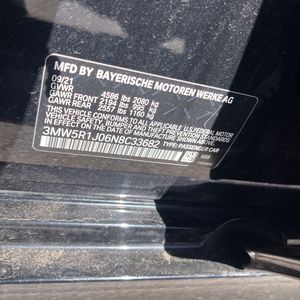 MFD BY BAYERISCHE MOTOREN WERKE AG
09/21
GVWR 4586 lbs 2080 kg
GAWR FRONT 2194 lbs 995 kg
GAWR REAR 2557 lbs 1160 kg
THIS VEHICLE CONFORMS TO ALL APPLICABLE U.S. FEDERAL MOTOR
VEHICLE SAFETY, BUMPER AND THEFT PREVENTION STANDARDS
IN EFFECT ON THE DATE OF MANUFACTURE SHOWN ABOVE
3MW5R1J06N8C33682 TYPE: PASSENGER CAR
668